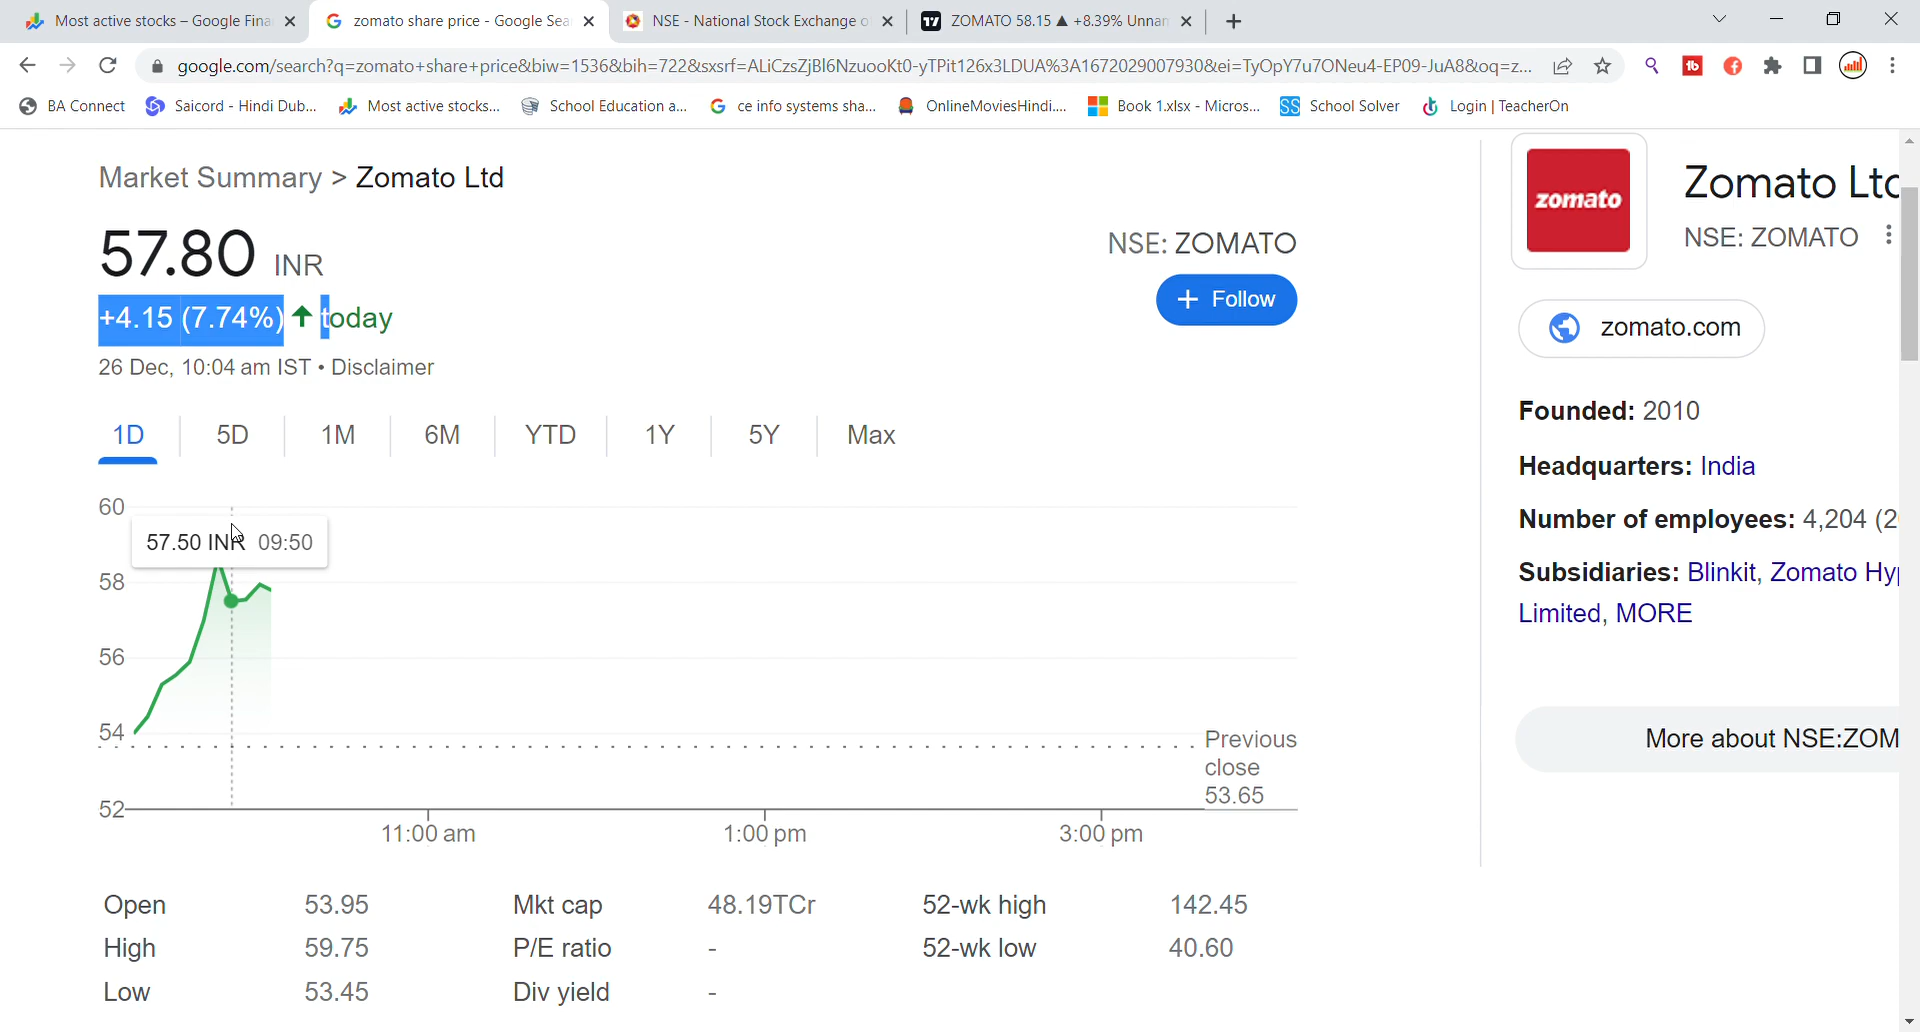 Most active stocks – Google Fina
zomato share price - Google Sea
NSE - National Stock Exchange o
ZOMATO 58.15 ▲ +8.39% Unnam
google.com/search?q=zomato+share+price&biw=1536&bih=722&sxsrf=ALiCzsZjBl6NzuooKt0-yTPit126x3LDUA%3A1672029007930&ei=TyOpY7u7ONeu4-EP09-JuA8&oq=z...
BA Connect
Saicord - Hindi Dub...
Most active stocks...
School Education a...
ce info systems sha...
OnlineMoviesHindi....
Book 1.xlsx - Micros...
School Solver
Login | TeacherOn
Market Summary > Zomato Ltd
57.80 INR
+4.15 (7.74%) ↑ today
26 Dec, 10:04 am IST • Disclaimer
NSE: ZOMATO
+ Follow
1D 5D 1M 6M YTD 1Y 5Y Max
60
57.50 INR 09:50
58
56
54
52
Previous
close
53.65
11:00 am 1:00 pm 3:00 pm
Open 53.95 Mkt cap 48.19TCr 52-wk high 142.45
High 59.75 P/E ratio - 52-wk low 40.60
Low 53.45 Div yield -
zomato
Zomato Ltd
NSE: ZOMATO
zomato.com
Founded: 2010
Headquarters: India
Number of employees: 4,204 (2
Subsidiaries: Blinkit, Zomato Hyp
Limited, MORE
More about NSE:ZOM